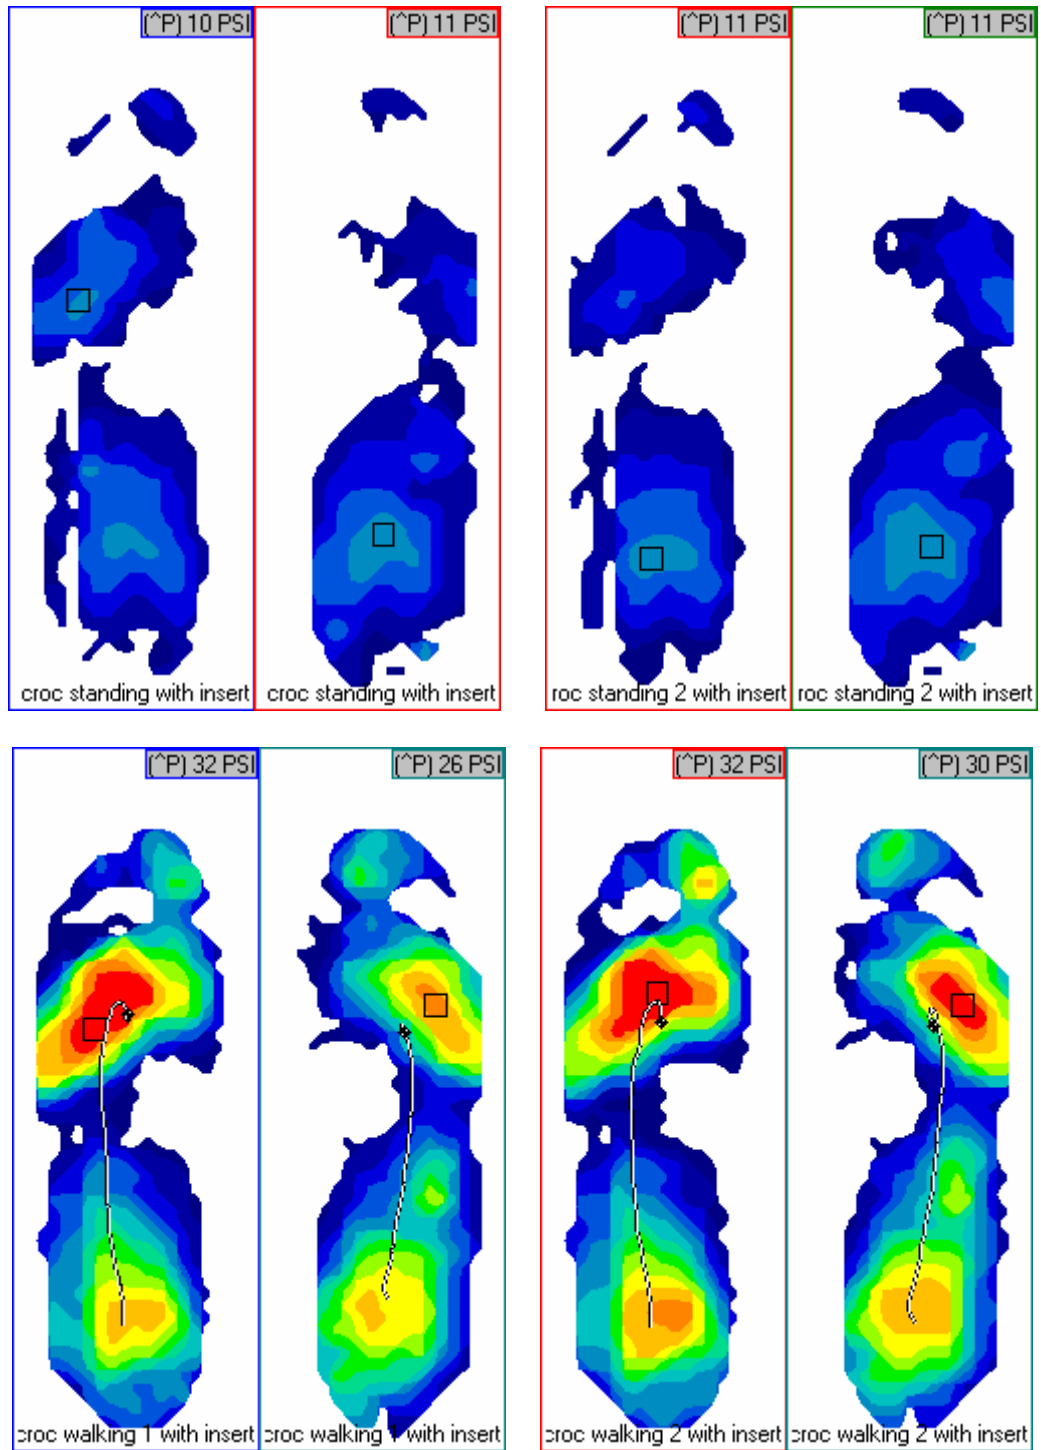 (^P) 10 PSI
(^P) 11 PSI
(^P) 11 PSI
(^P) 11 PSI
croc standing with insert
croc standing with insert
roc standing 2 with insert
roc standing 2 with insert
(^P) 32 PSI
(^P) 26 PSI
(^P) 32 PSI
(^P) 30 PSI
croc walking 1 with insert
croc walking 1 with insert
croc walking 2 with insert
croc walking 2 with insert